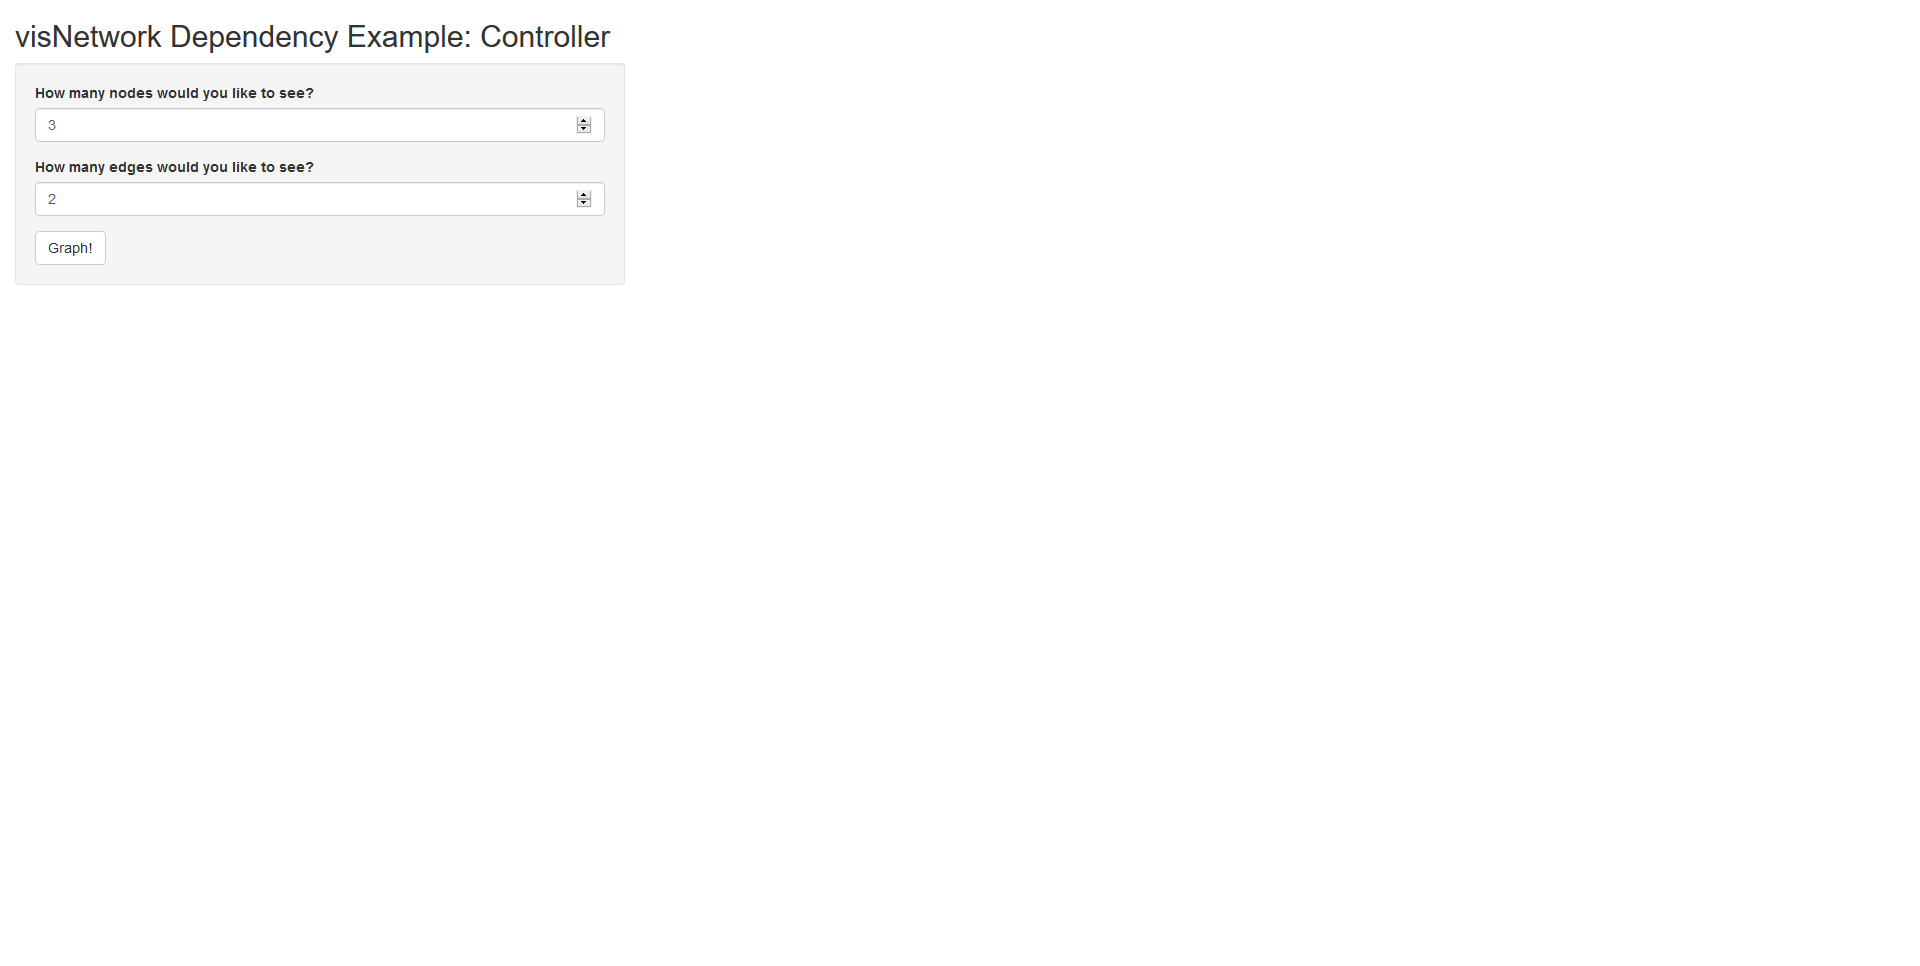 visNetwork Dependency Example: Controller
How many nodes would you like to see?
3
How many edges would you like to see?
2
Graph!